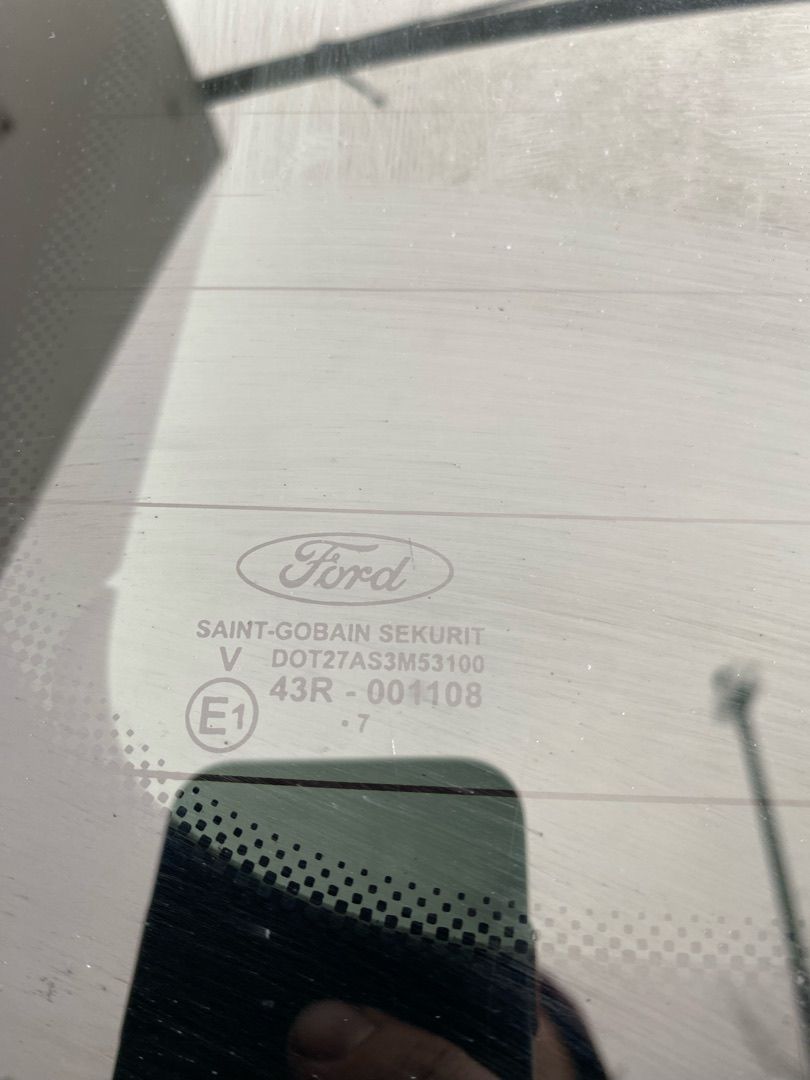 Ford
SAINT-GOBAIN SEKURIT
V DOT27AS3M53100
43R - 001108
E1
. 7